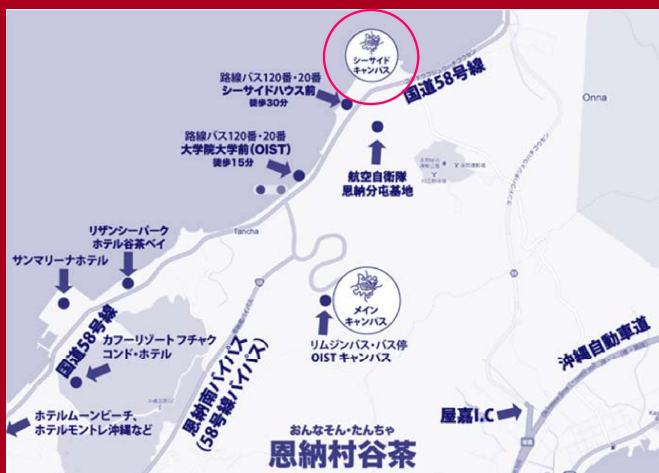 シーサイド
キャンパス
国道58号線
Onna
路線バス120番・20番
シーサイドハウス前
徒歩30分
路線バス120番・20番
大学院大学前(OIST)
徒歩15分
航空自衛隊
恩納分屯基地
リザンシーパーク
ホテル谷茶ベイ
Tancha
サンマリーナホテル
メイン
キャンパス
リムジンバス・バス停
OIST キャンパス
国道58号線
カフーリゾート フチャク
コンド・ホテル
恩納南バイパス
(58号線バイパス)
沖縄自動車道
屋嘉I.C
ホテルムーンビーチ、
ホテルモントレ沖縄など
おんなそん・たんちゃ
恩納村谷茶